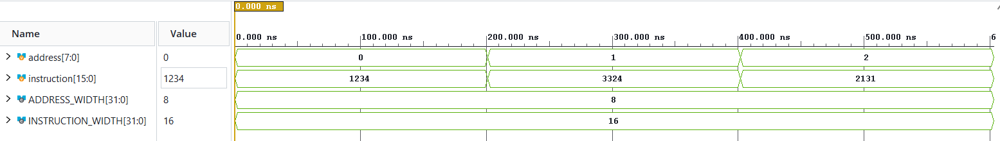 0.000 ns
Name Value
0.000 ns 100.000 ns 200.000 ns 300.000 ns 400.000 ns 500.000 ns 6
address[7:0] 0 0 1 2
instruction[15:0] 1234 1234 3324 2131
ADDRESS_WIDTH[31:0] 8 8
INSTRUCTION_WIDTH[31:0] 16 16